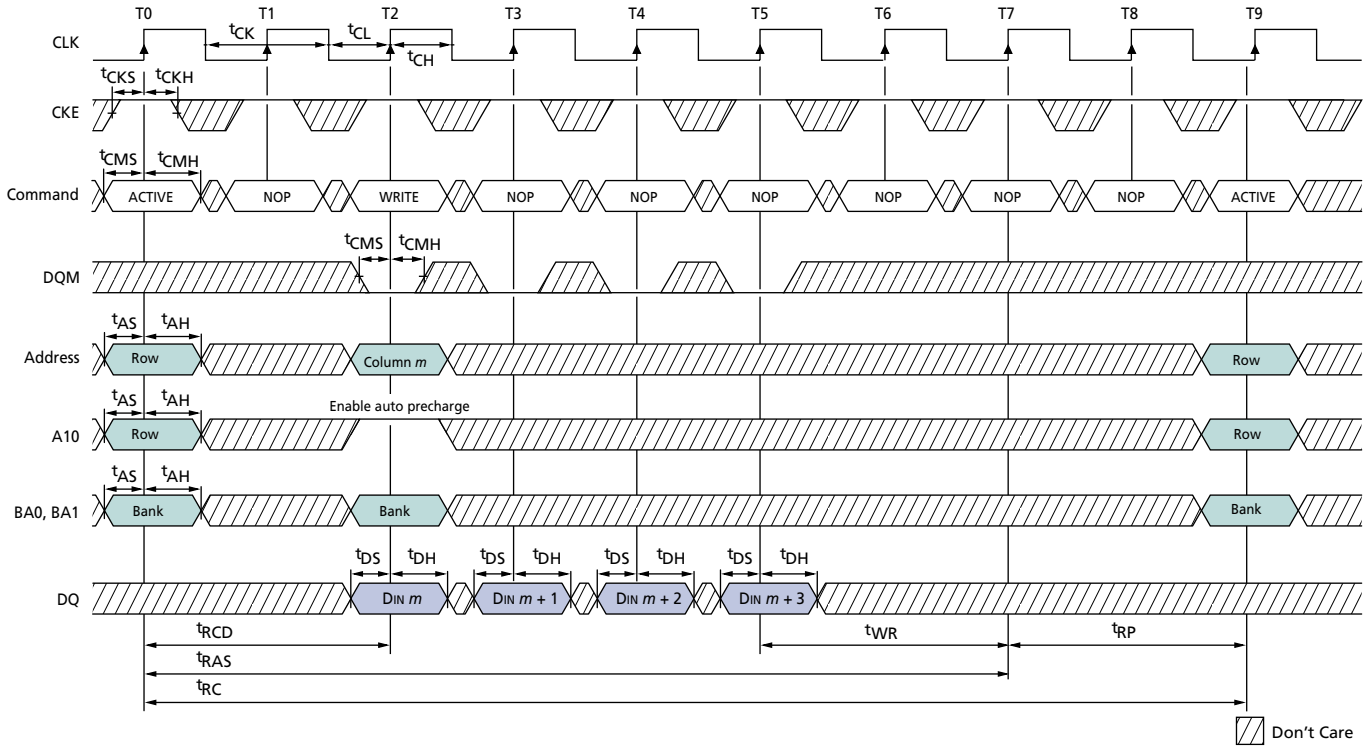 T0 T1 T2 T3 T4 T5 T6 T7 T8 T9
CLK tCK tCL tCH
tCKS tCKH
CKE
tCMS tCMH
Command ACTIVE NOP WRITE NOP NOP NOP NOP NOP NOP ACTIVE
tCMS tCMH
DQM
tAS tAH
Address Row Column m Row
tAS tAH Enable auto precharge
A10 Row Row
tAS tAH
BA0, BA1 Bank Bank Bank
tDS tDH tDS tDH tDS tDH tDS tDH
DQ DIN m DIN m + 1 DIN m + 2 DIN m + 3
tRCD tWR tRP
tRAS
tRC
Don't Care